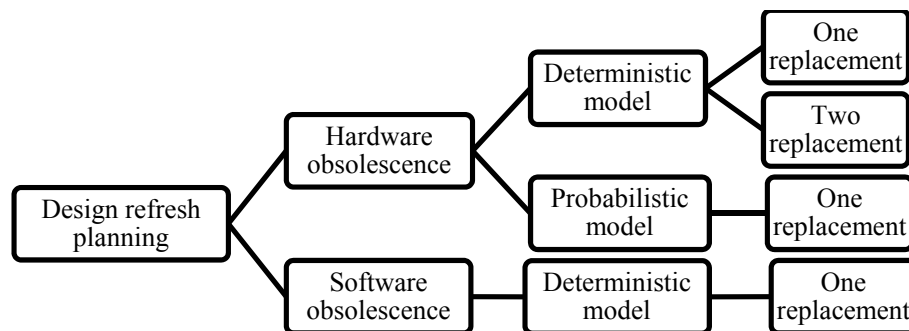 One
replacement
Deterministic
model
Two
replacement
Hardware
obsolescence
Probabilistic
model
One
replacement
Design refresh
planning
Software
obsolescence
Deterministic
model
One
replacement